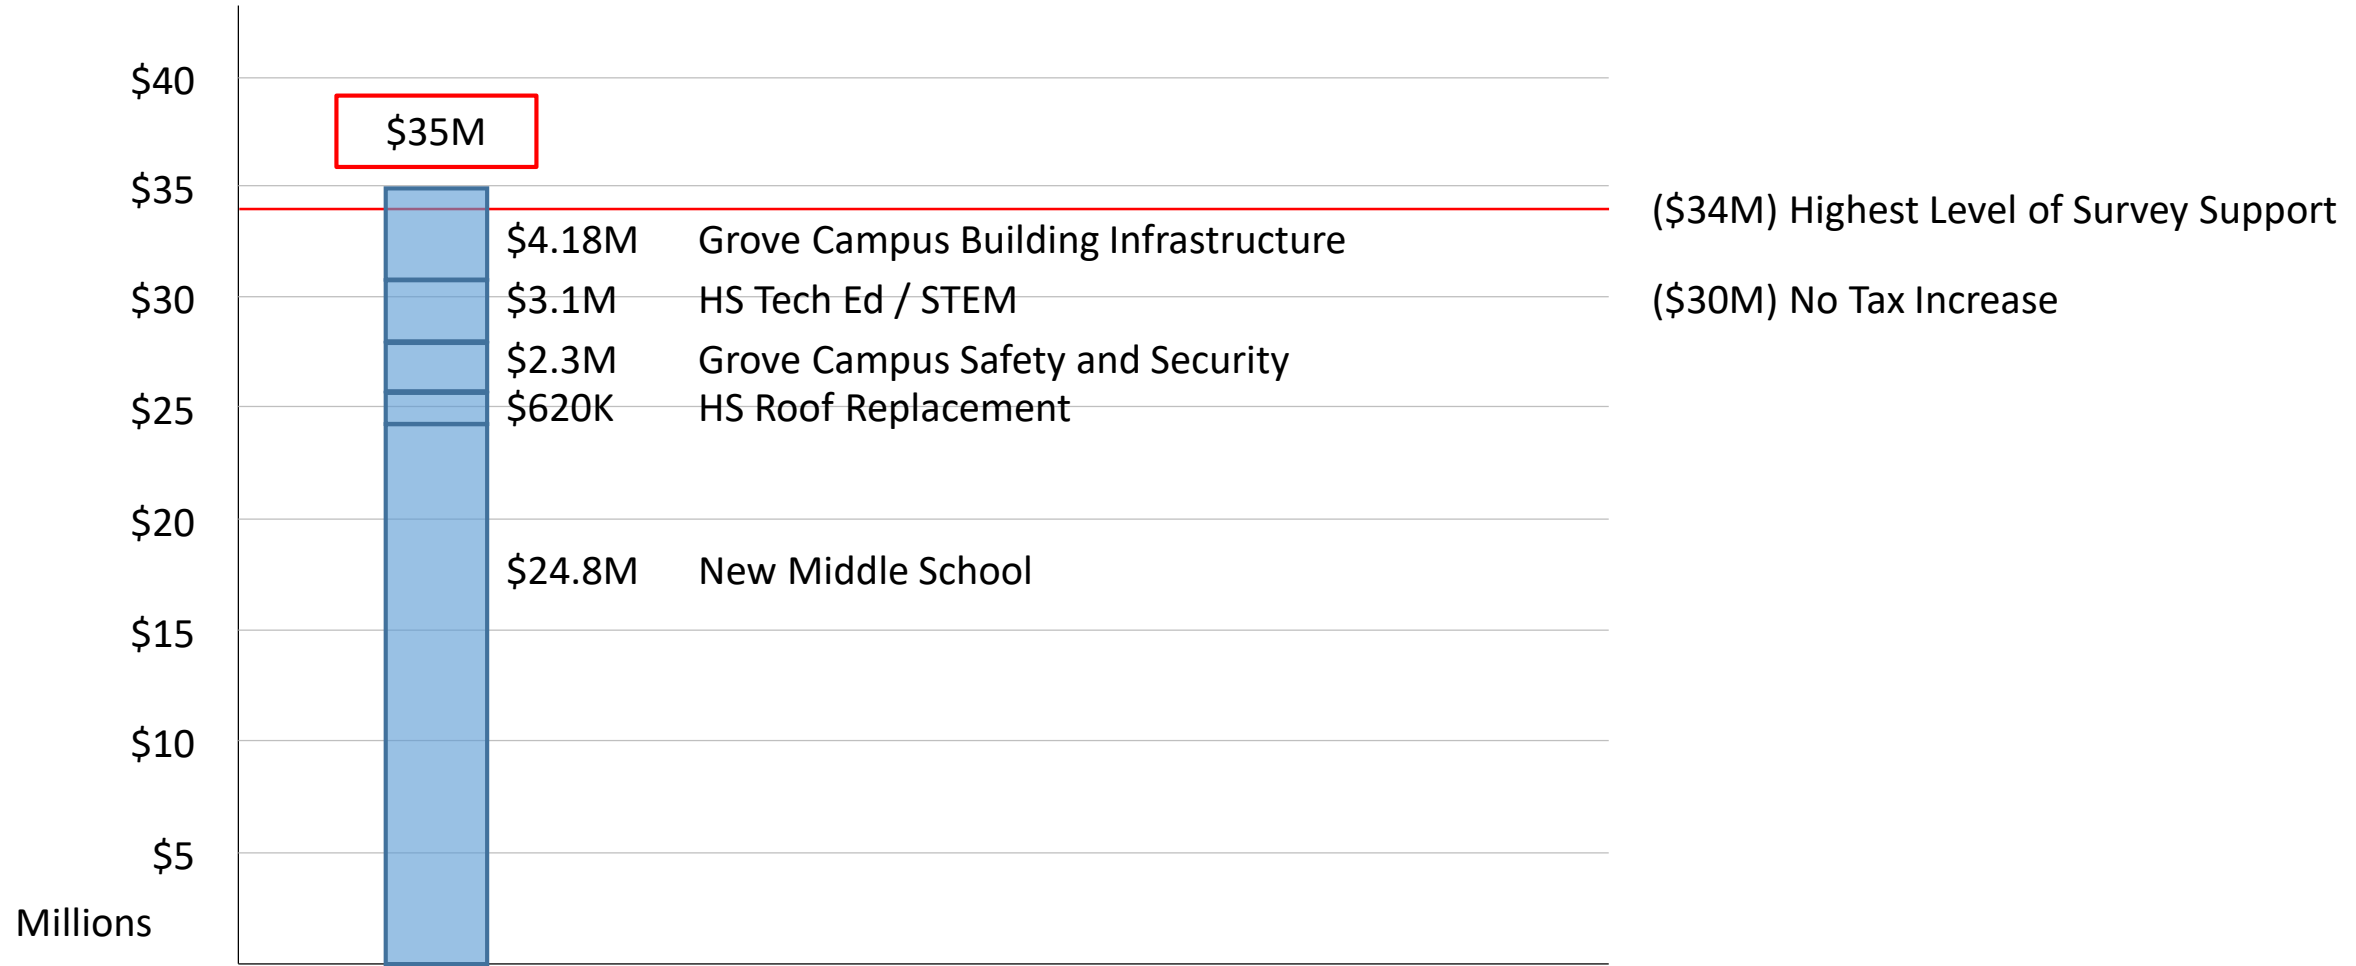 $40
$35M
$35
($34M) Highest Level of Survey Support
$4.18M Grove Campus Building Infrastructure
$30
$3.1M HS Tech Ed / STEM
($30M) No Tax Increase
$2.3M Grove Campus Safety and Security
$25
$620K HS Roof Replacement
$20
$24.8M New Middle School
$15
$10
$5
Millions